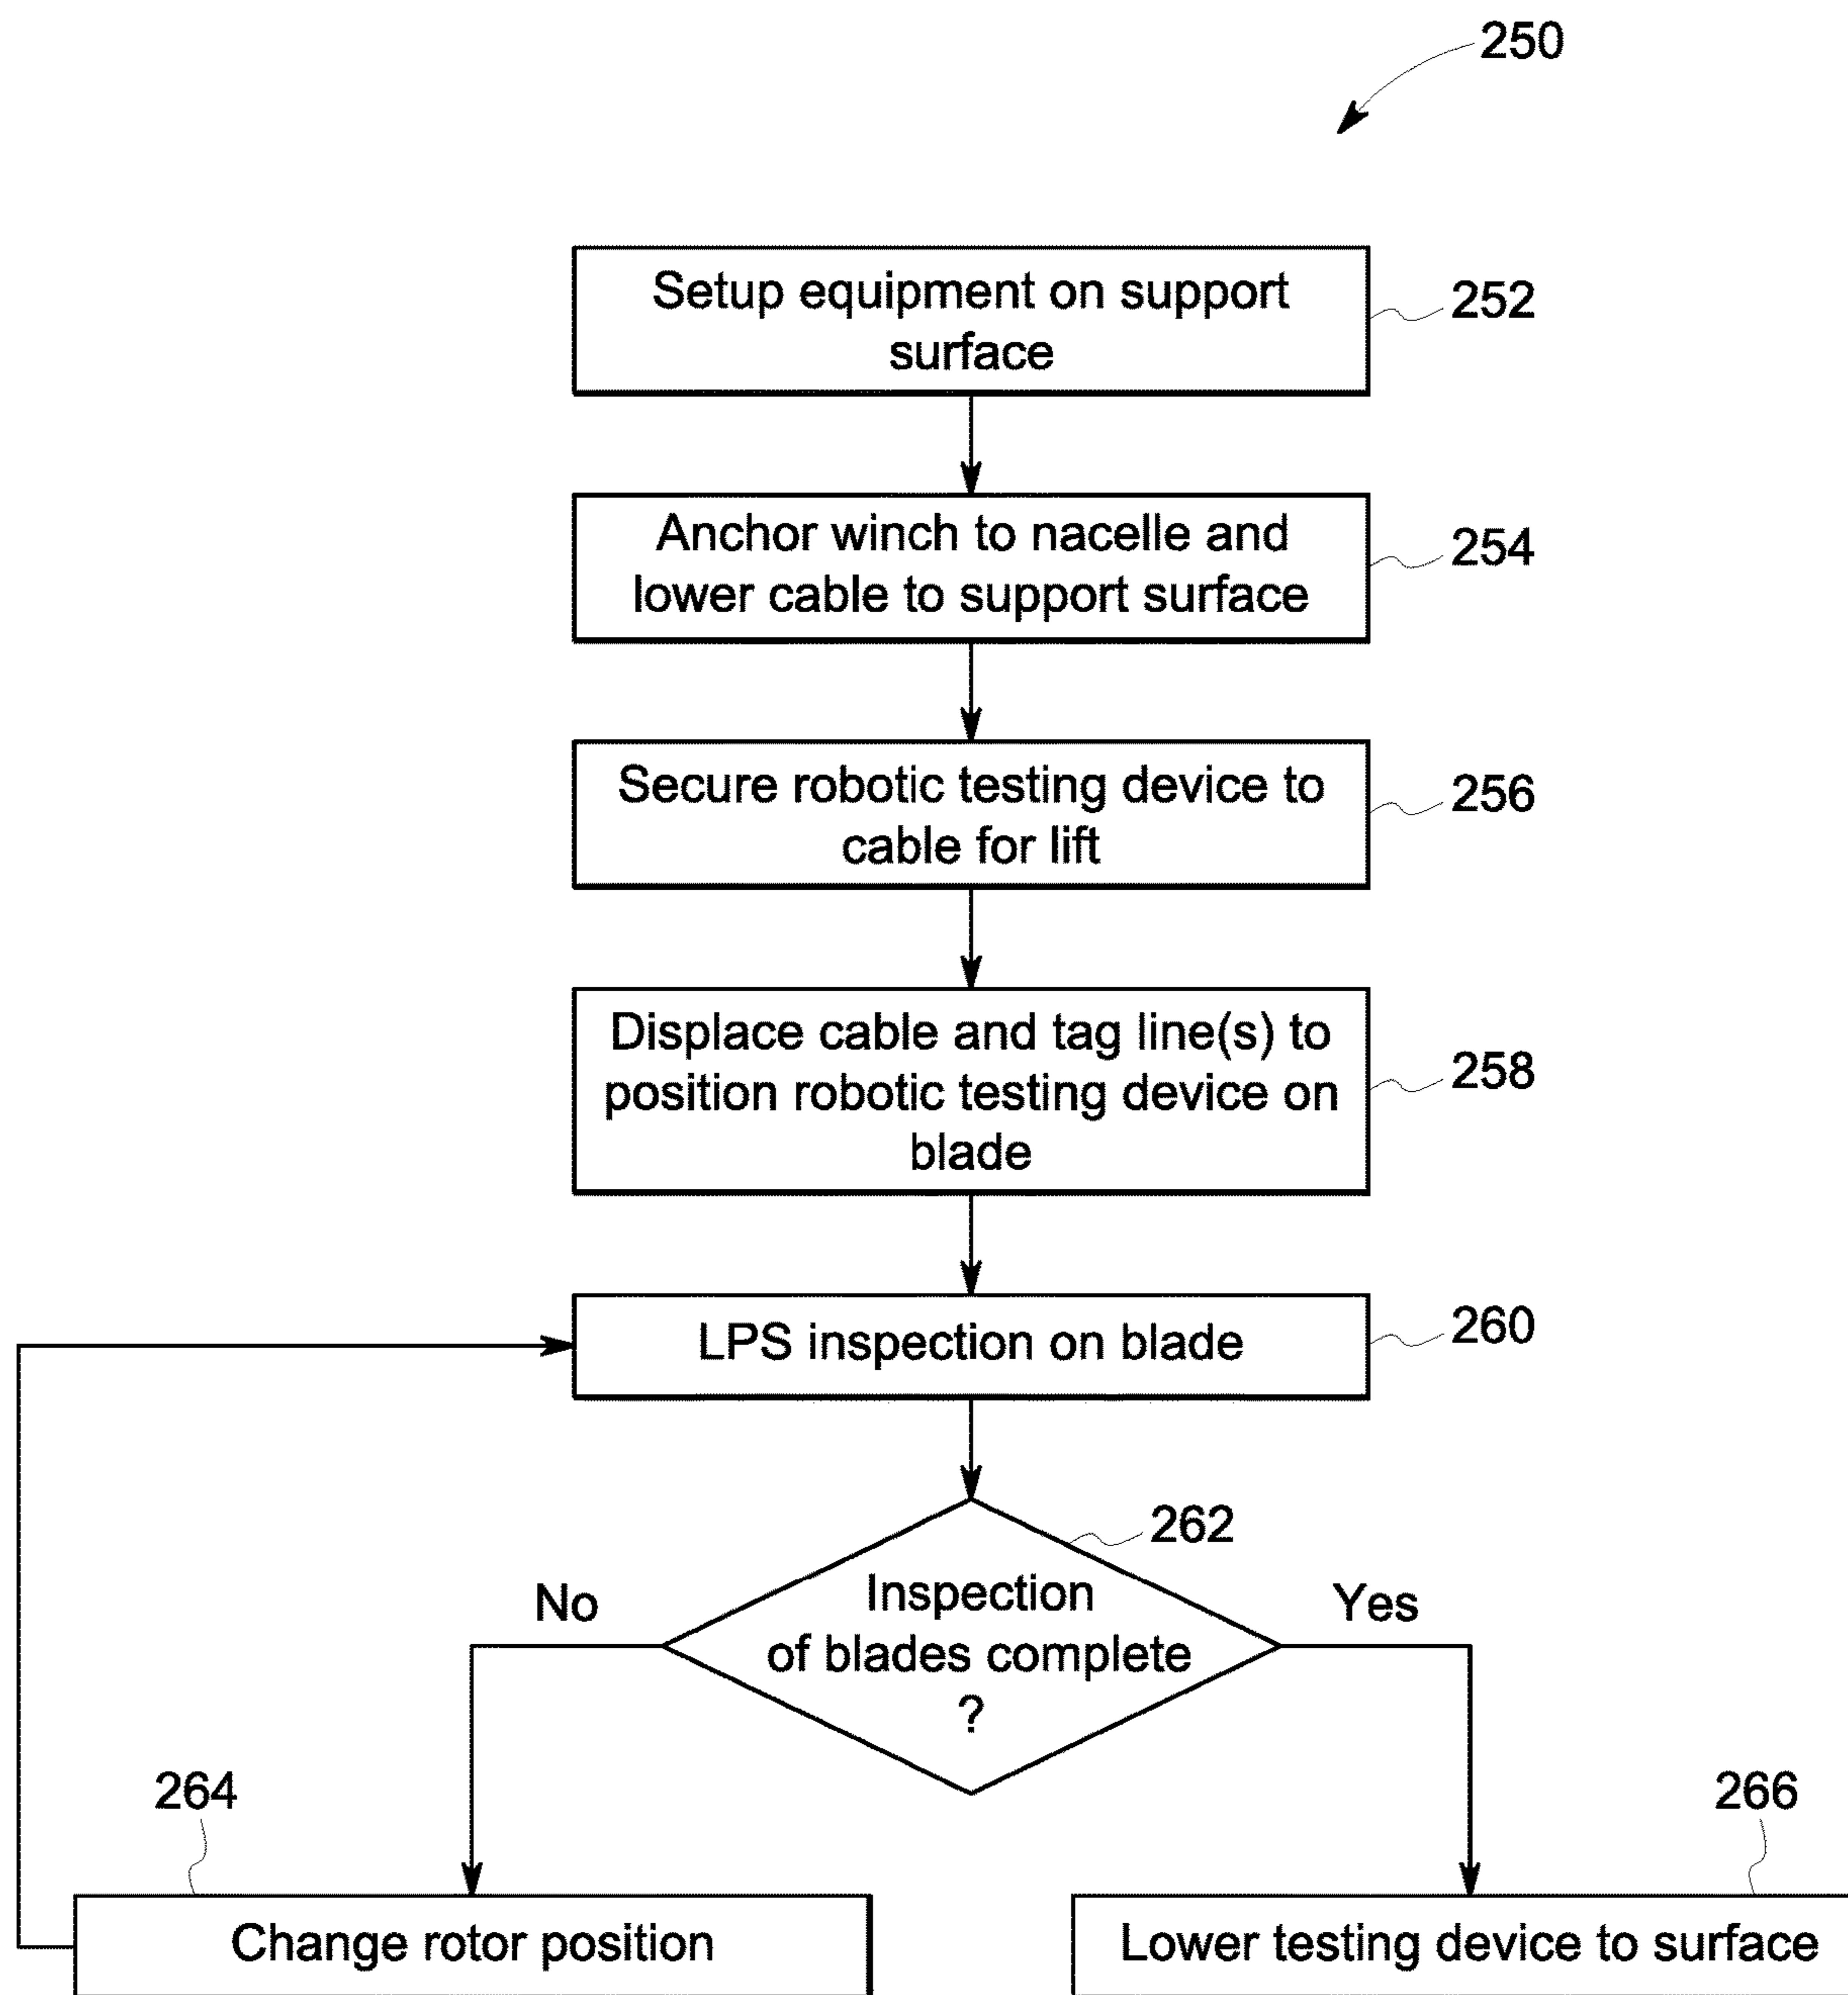 250
Setup equipment on support
surface
252
Anchor winch to nacelle and
lower cable to support surface
254
Secure robotic testing device to
cable for lift
256
Displace cable and tag line(s) to
position robotic testing device on
blade
258
LPS inspection on blade
260
262
Inspection
of blades complete
?
No
Yes
264
Change rotor position
266
Lower testing device to surface